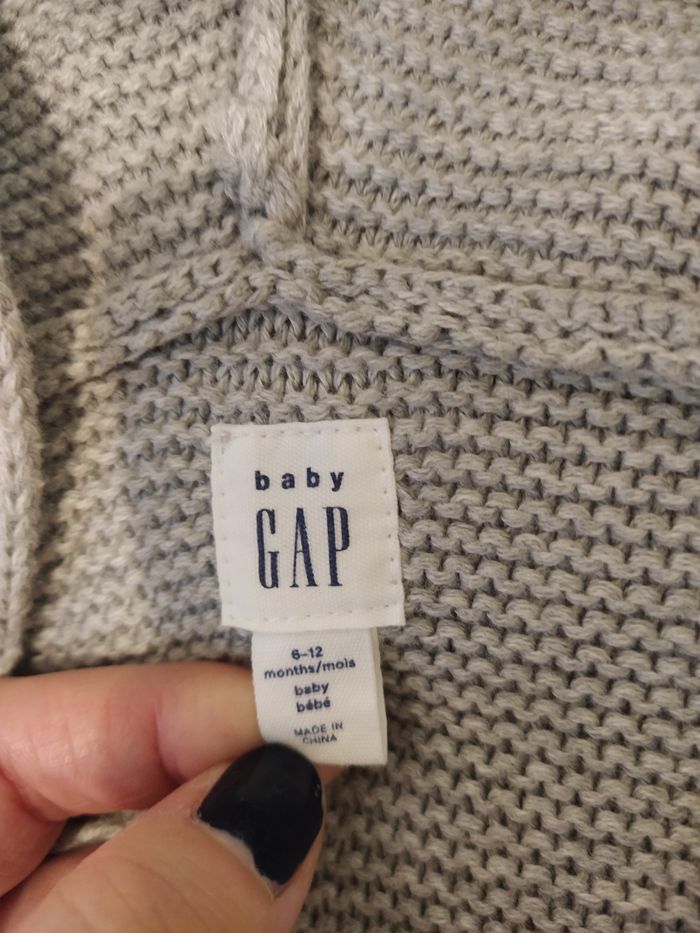 baby
GAP
6-12
months/mois
baby
bébé
MADE IN
CHINA